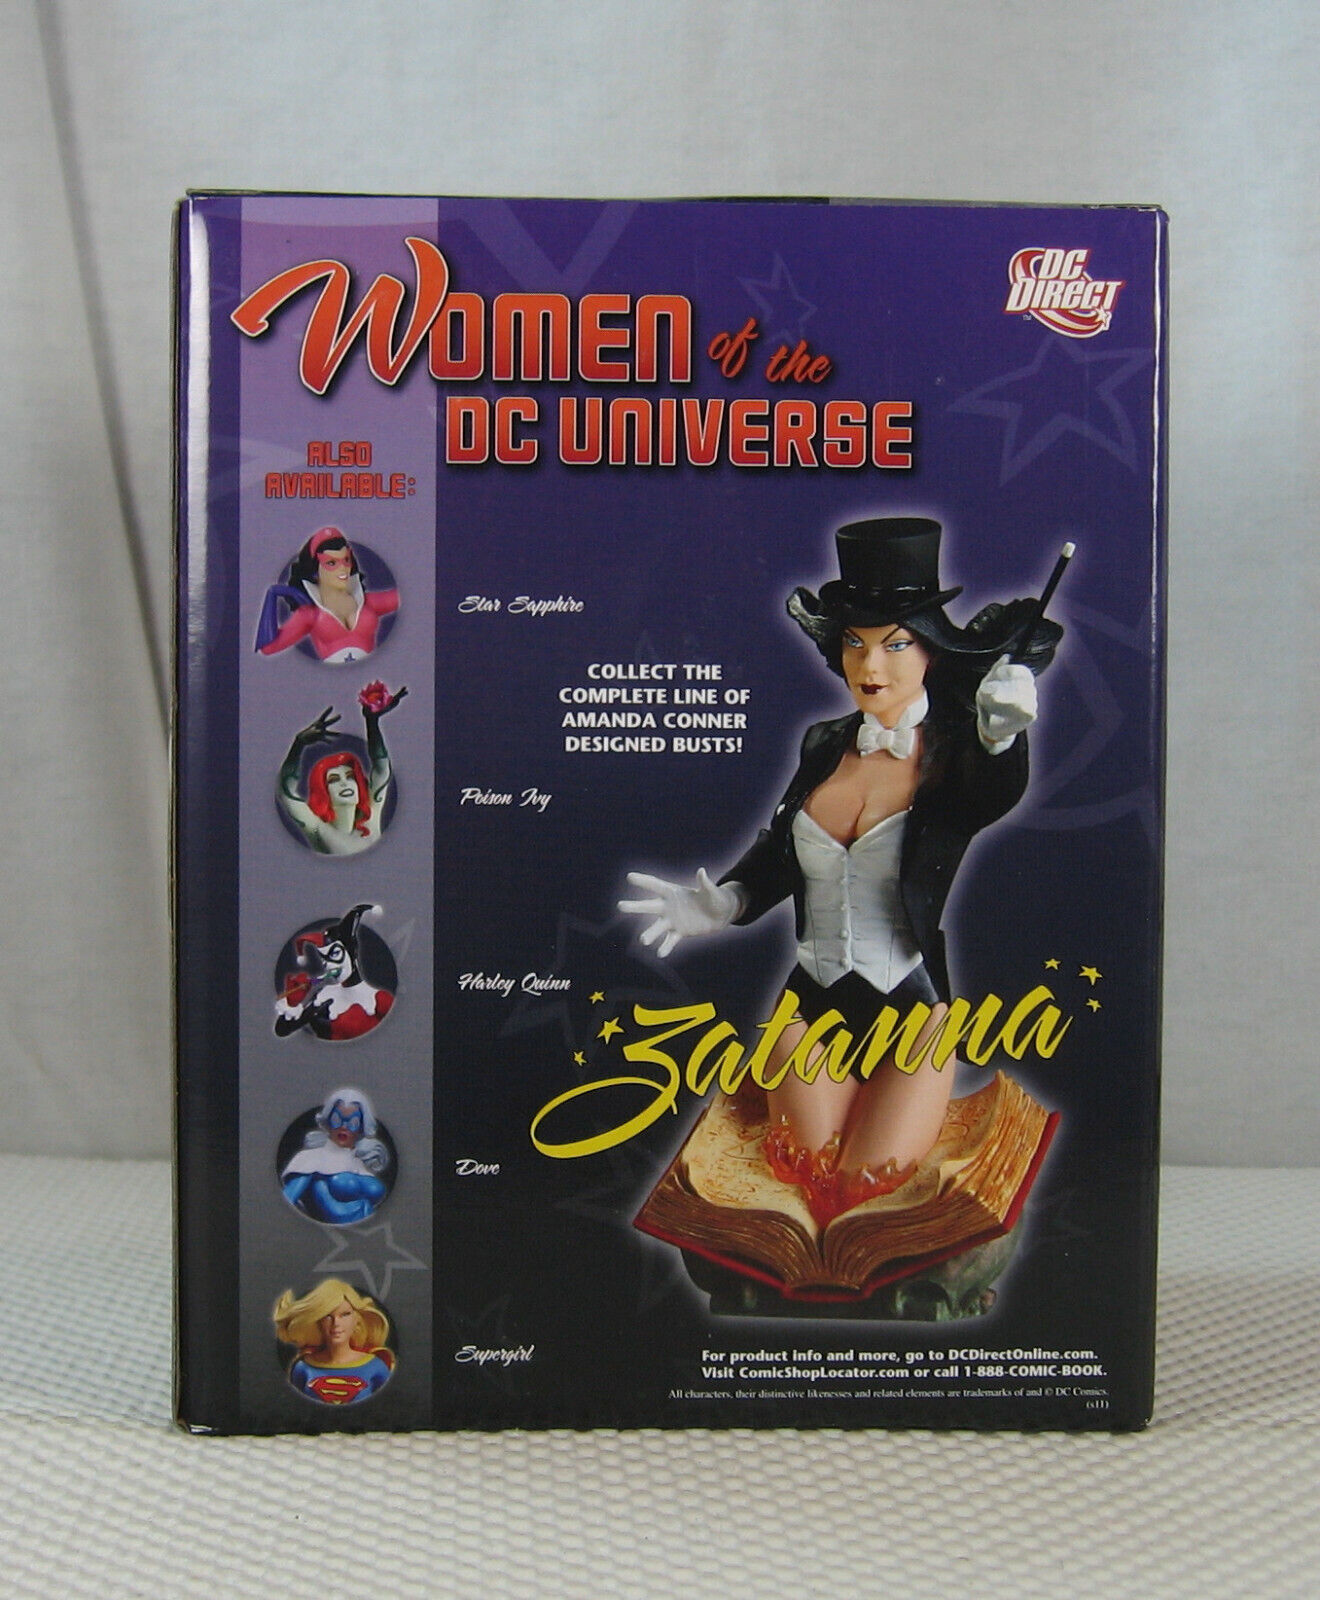 WOMEN of the
DC UNIVERSE
DC
DIRECT
TM
ALSO
AVAILABLE:
Star Sapphire
COLLECT THE
COMPLETE LINE OF
AMANDA CONNER
DESIGNED BUSTS!
Poison Ivy
Harley Quinn
Zatanna
Dove
Supergirl
For product info and more, go to DCDirectOnline.com.
Visit ComicShopLocator.com or call 1-888-COMIC-BOOK.
All characters, their distinctive likenesses and related elements are trademarks of and © DC Comics.
(s11)